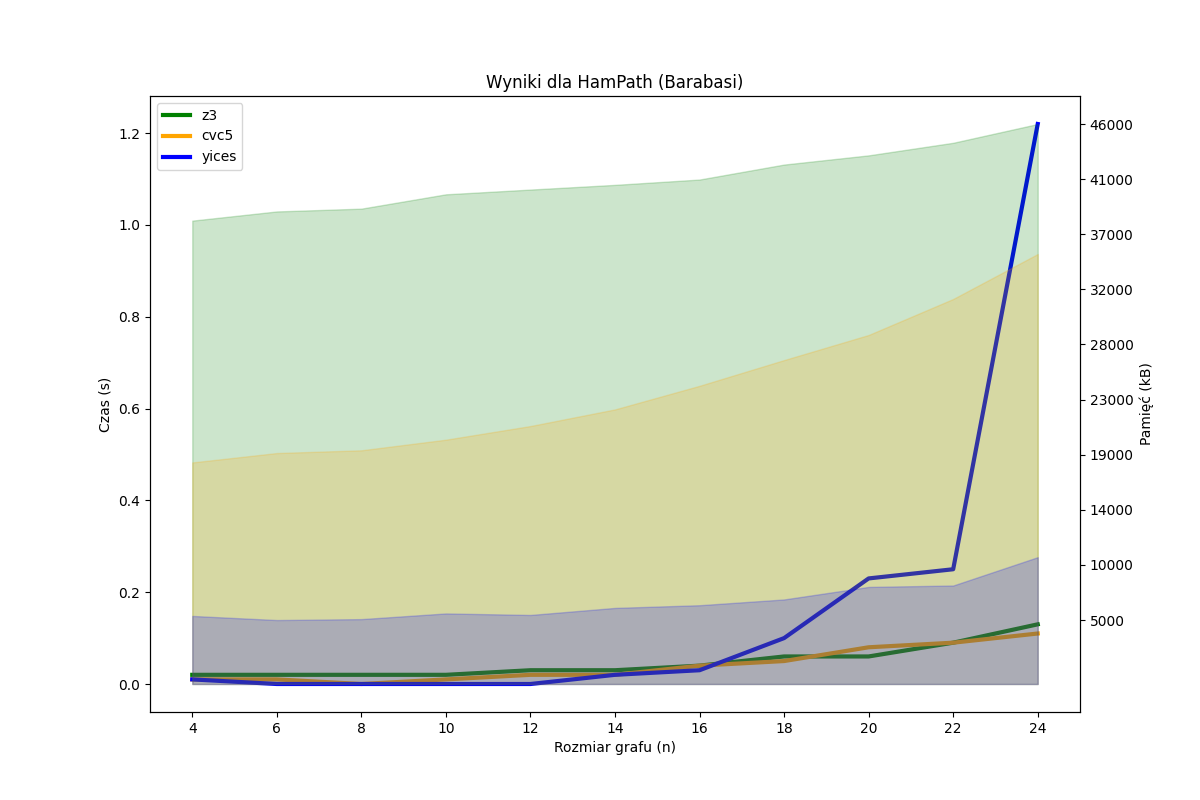 Wyniki dla HamPath (Barabasi)
z3
cvc5
yices
Czas (s)
1.2
1.0
0.8
0.6
0.4
0.2
0.0
46000
41000
37000
32000
28000
23000
19000
14000
10000
5000
Pamięć (kB)
4 6 8 10 12 14 16 18 20 22 24
Rozmiar grafu (n)